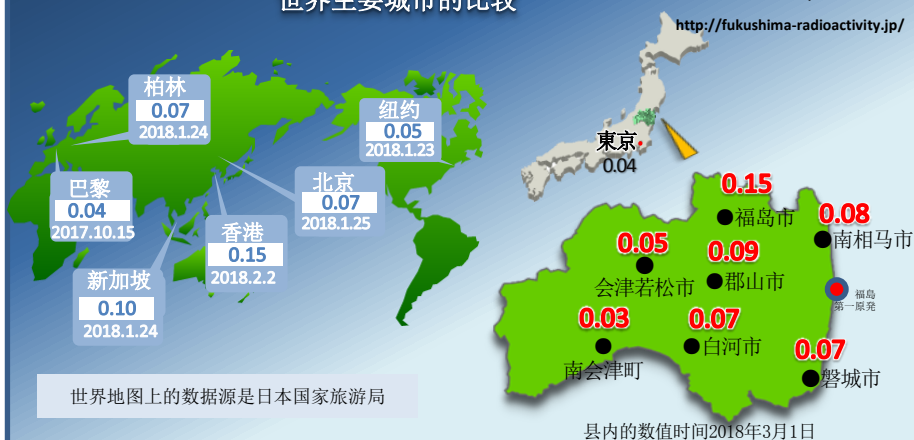 世界主要城市的比较
http://fukushima-radioactivity.jp/
柏林
0.07
2018.1.24
纽约
0.05
2018.1.23
巴黎
0.04
2017.10.15
北京
0.07
2018.1.25
香港
0.15
2018.2.2
新加坡
0.10
2018.1.24
世界地图上的数据源是日本国家旅游局
東京
0.04
0.15
福岛市
0.08
南相马市
0.05
会津若松市
0.09
郡山市
福島
第一原発
0.03
南会津町
0.07
白河市
0.07
磐城市
县内的数值时间2018年3月1日